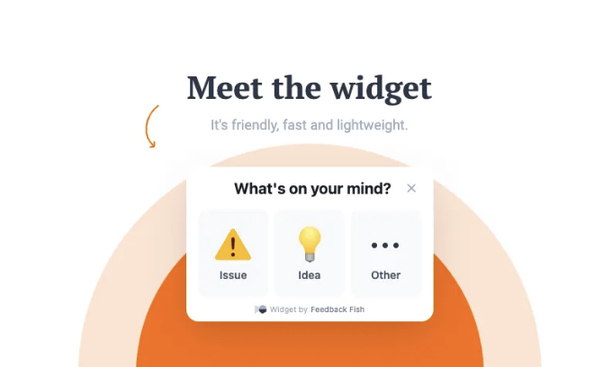 Meet the widget
It's friendly, fast and lightweight.
What's on your mind?
Issue
Idea
Other
Widget by Feedback Fish